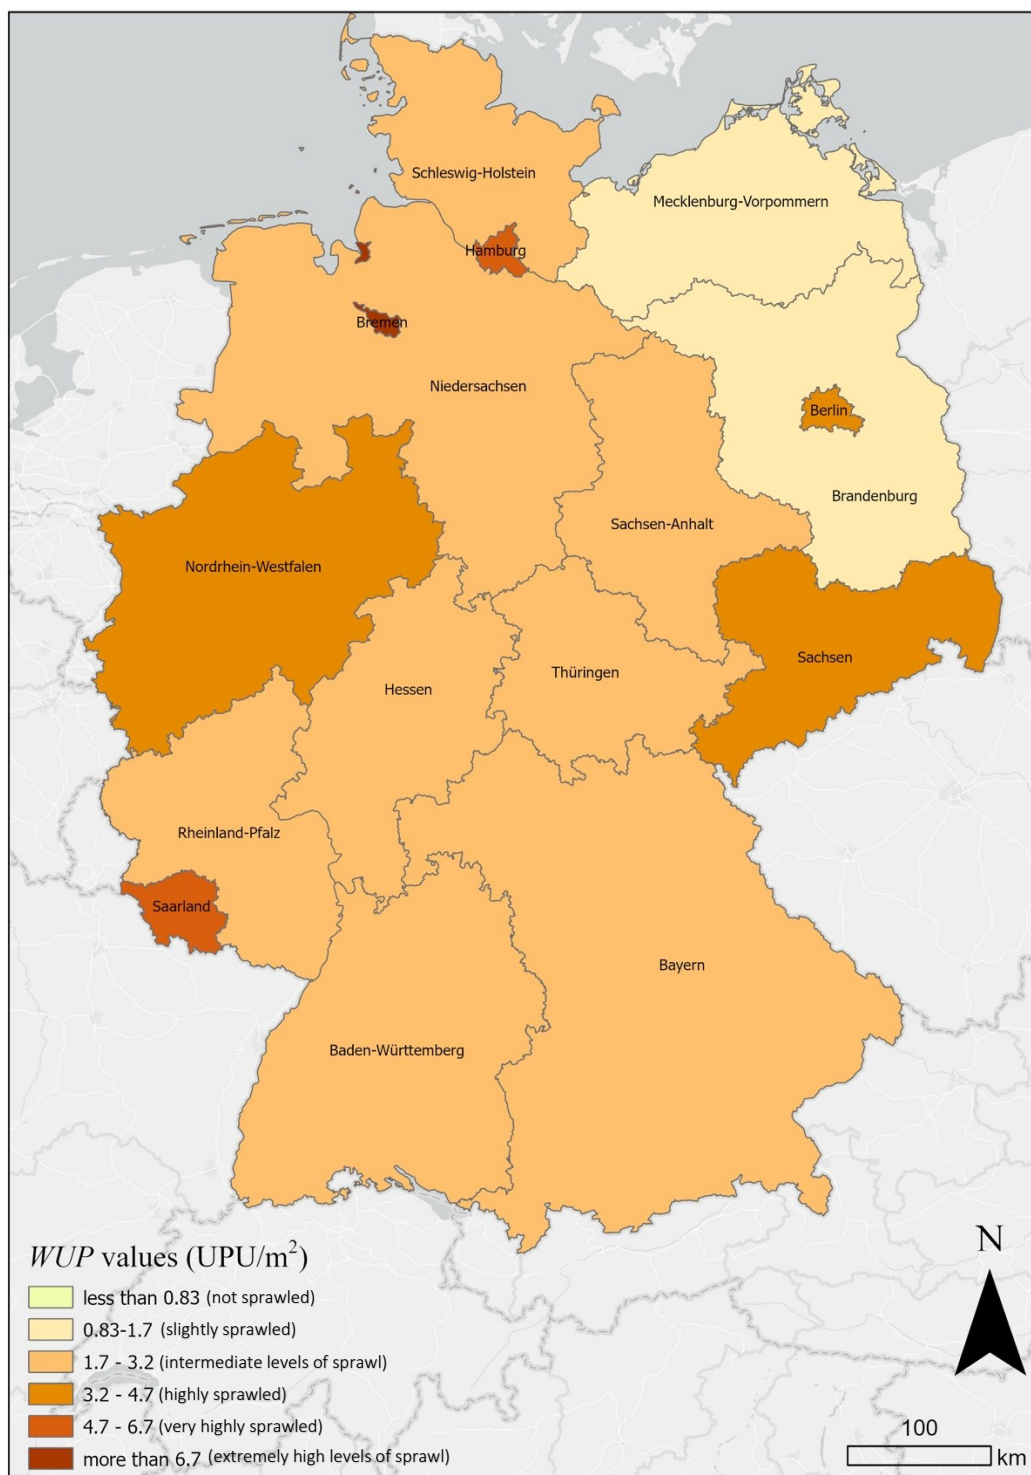 Schleswig-Holstein
Mecklenburg-Vorpommern
Hamburg
Bremen
Niedersachsen
Berlin
Brandenburg
Sachsen-Anhalt
Nordrhein-Westfalen
Sachsen
Thüringen
Hessen
Rheinland-Pfalz
Saarland
Bayern
Baden-Württemberg
WUP values (UPU/m²)
less than 0.83 (not sprawled)
0.83-1.7 (slightly sprawled)
1.7 - 3.2 (intermediate levels of sprawl)
3.2 - 4.7 (highly sprawled)
4.7 - 6.7 (very highly sprawled)
more than 6.7 (extremely high levels of sprawl)
N
100
km